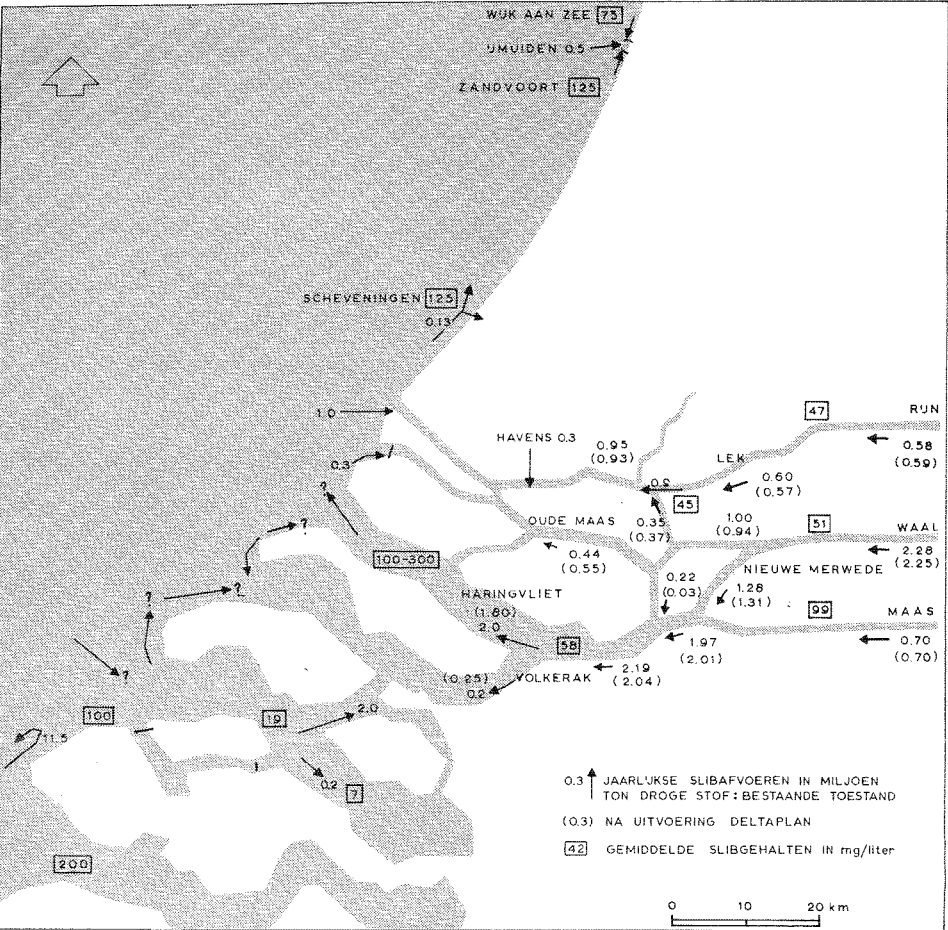 WIJK AAN ZEE 75
IJMUIDEN 0.5
ZANDVOORT 125
SCHEVENINGEN 125
0.13
1.0
HAVENS 0.3
0.95
(0.93)
LEK
47
RIJN
0.58
(0.59)
0.3
0.9
45
0.60
(0.57)
?
?
OUDE MAAS
0.35
(0.37)
1.00
(0.94)
51
WAAL
2.28
(2.25)
100-300
0.44
(0.55)
0.22
(0.03)
NIEUWE MERWEDE
1.28
(1.31)
99
MAAS
0.70
(0.70)
?
?
HARINGVLIET
(1.80)
2.0
58
1.97
(2.01)
?
(0.25)
0.2
VOLKERAK
2.19
(2.04)
100
19
2.0
11.5
0.2
7
200
0.3 JAARLIJKSE SLIBAFVOEREN IN MILJOEN
TON DROGE STOF: BESTAANDE TOESTAND
(0.3) NA UITVOERING DELTAPLAN
42 GEMIDDELDE SLIBGEHALTEN IN mg/liter
0 10 20 km